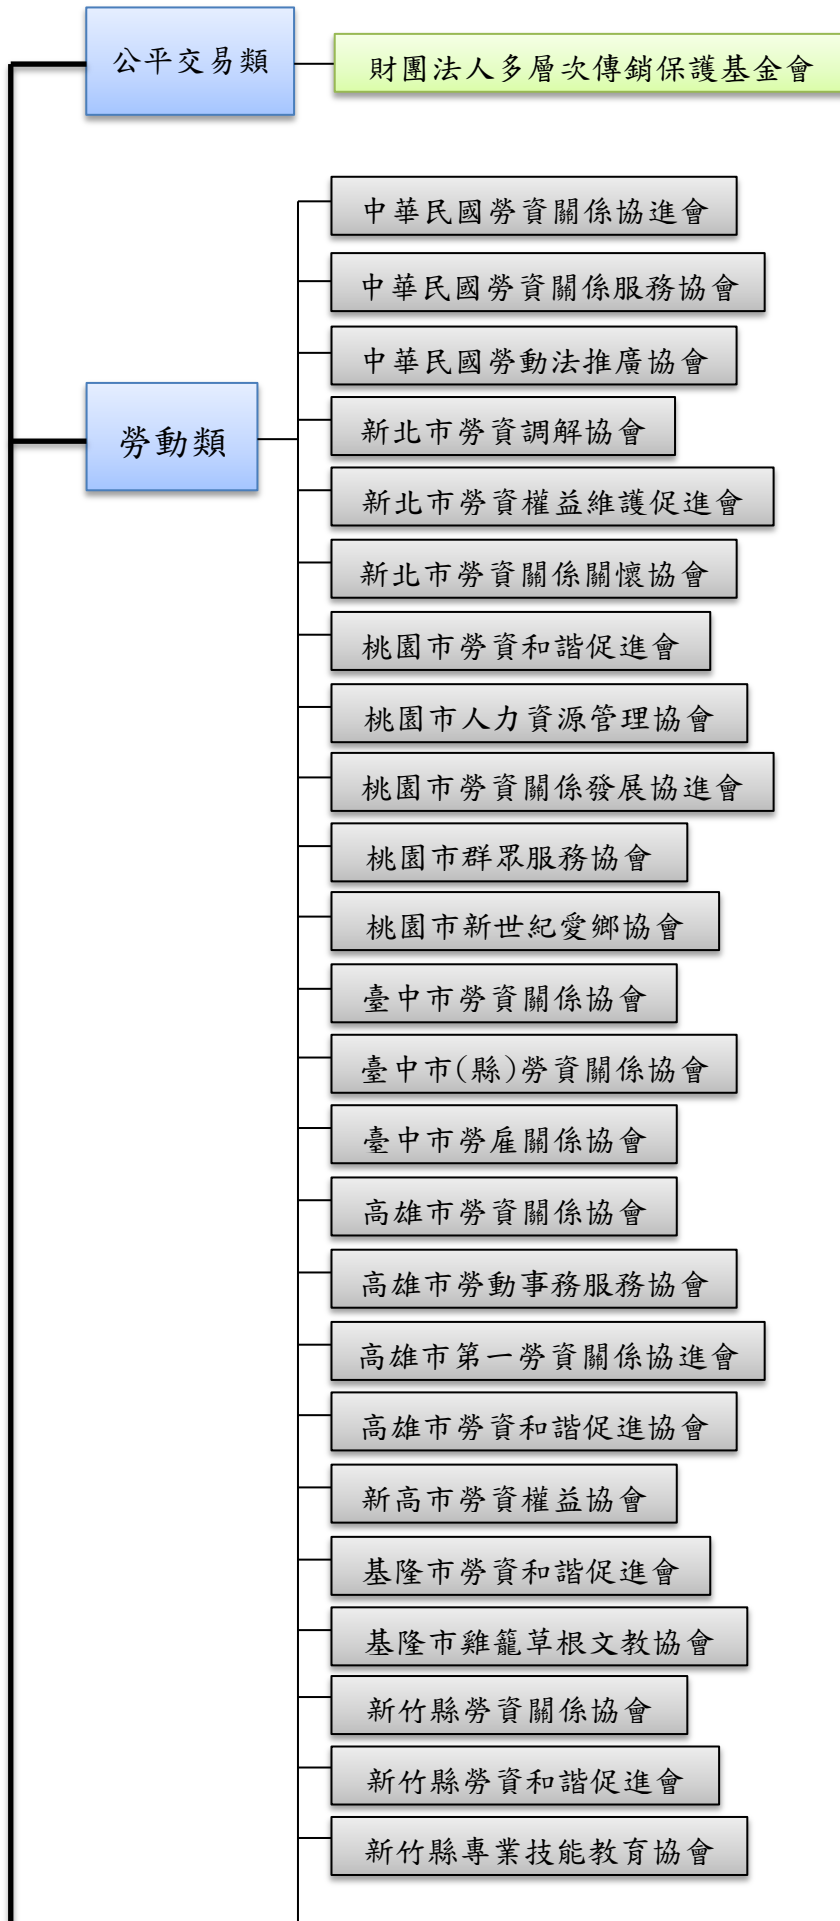 公平交易類
財團法人多層次傳銷保護基金會
中華民國勞資關係協進會
中華民國勞資關係服務協會
中華民國勞動法推廣協會
勞動類
新北市勞資調解協會
新北市勞資權益維護促進會
新北市勞資關係關懷協會
桃園市勞資和諧促進會
桃園市人力資源管理協會
桃園市勞資關係發展協進會
桃園市群眾服務協會
桃園市新世紀愛鄉協會
臺中市勞資關係協會
臺中市(縣)勞資關係協會
臺中市勞雇關係協會
高雄市勞資關係協會
高雄市勞動事務服務協會
高雄市第一勞資關係協進會
高雄市勞資和諧促進協會
新高市勞資權益協會
基隆市勞資和諧促進會
基隆市雞籠草根文教協會
新竹縣勞資關係協會
新竹縣勞資和諧促進會
新竹縣專業技能教育協會